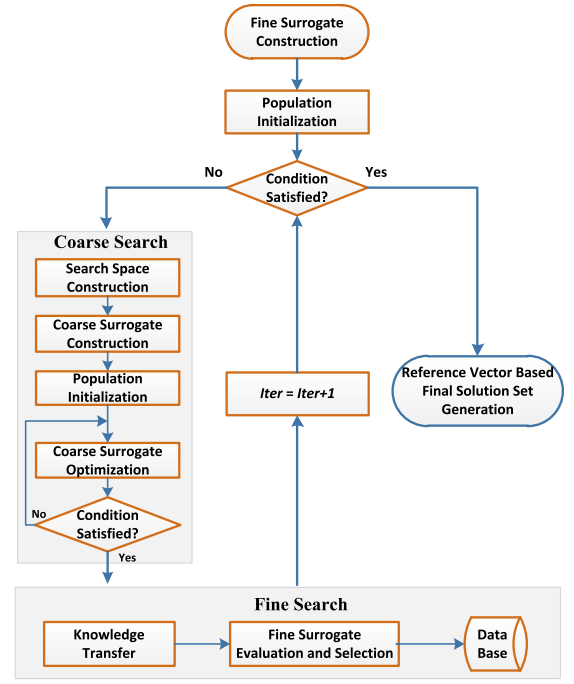 Fine Surrogate
Construction
Population
Initialization
No
Condition
Satisfied?
Yes
Coarse Search
Search Space
Construction
Coarse Surrogate
Construction
Population
Initialization
Coarse Surrogate
Optimization
No
Condition
Satisfied?
Yes
Iter = Iter+1
Reference Vector Based
Final Solution Set
Generation
Fine Search
Knowledge
Transfer
Fine Surrogate
Evaluation and Selection
Data
Base